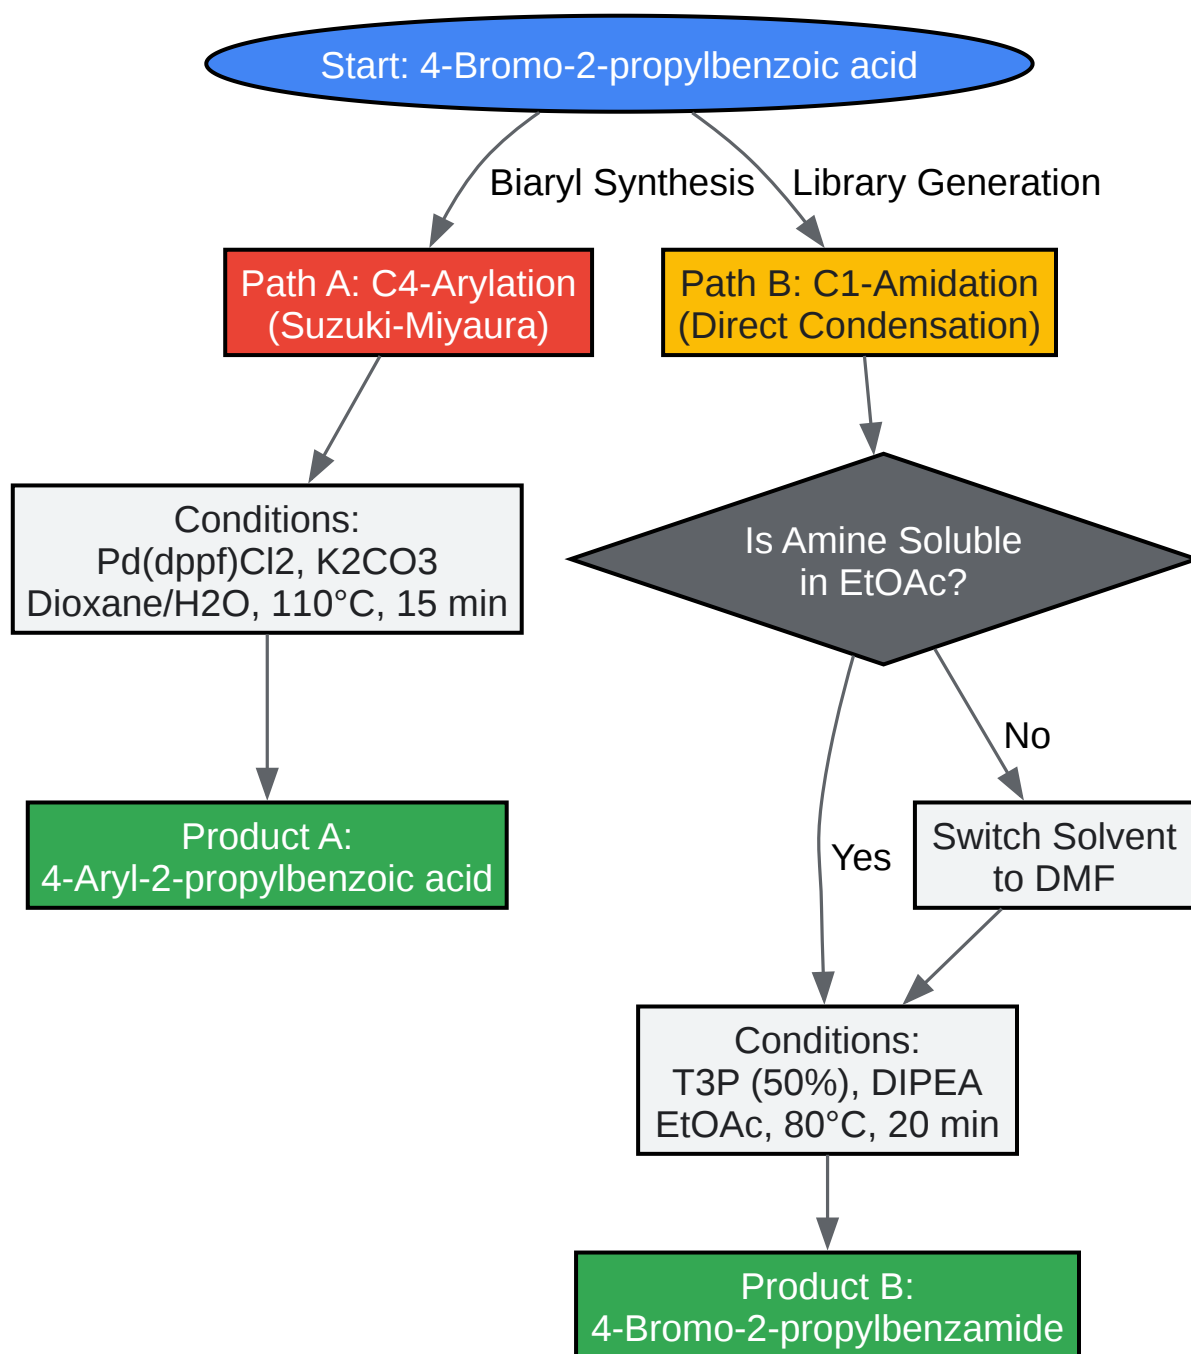 Start: 4-Bromo-2-propylbenzoic acid
Biaryl Synthesis
Library Generation
Path A: C4-Arylation
(Suzuki-Miyaura)
Path B: C1-Amidation
(Direct Condensation)
Conditions:
Pd(dppf)Cl2, K2CO3
Dioxane/H2O, 110°C, 15 min
Is Amine Soluble
in EtOAc?
No
Product A:
4-Aryl-2-propylbenzoic acid
Yes
Switch Solvent
to DMF
Conditions:
T3P (50%), DIPEA
EtOAc, 80°C, 20 min
Product B:
4-Bromo-2-propylbenzamide